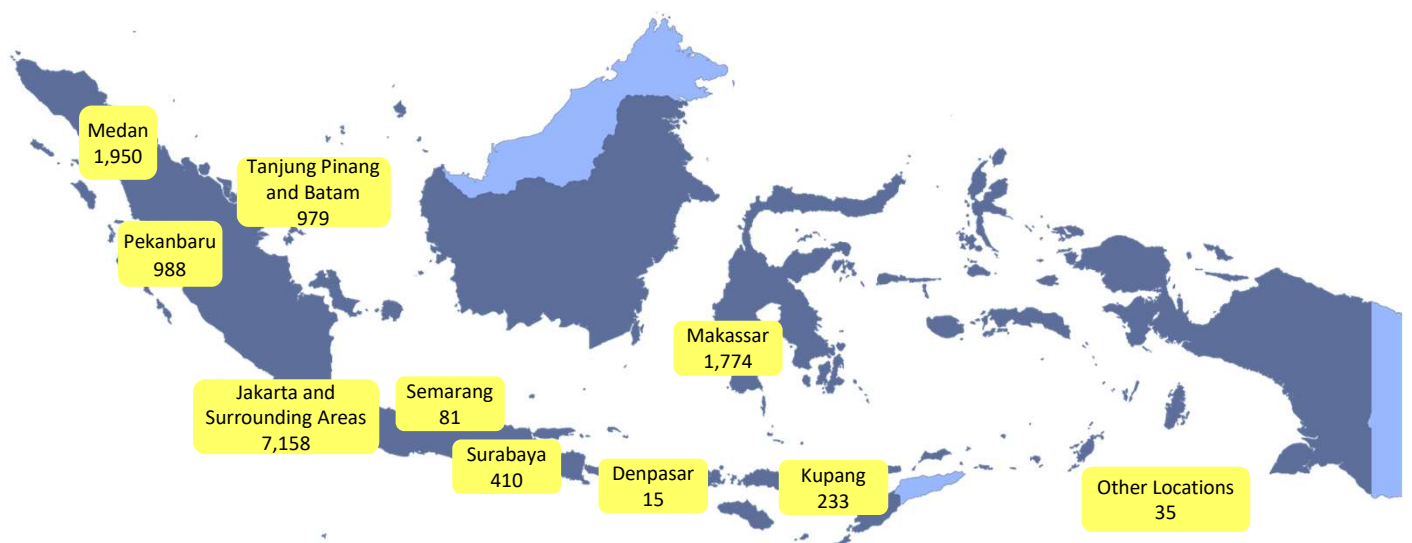 Medan
1,950
Tanjung Pinang
and Batam
979
Pekanbaru
988
Makassar
1,774
Jakarta and
Surrounding Areas
7,158
Semarang
81
Surabaya
410
Denpasar
15
Kupang
233
Other Locations
35